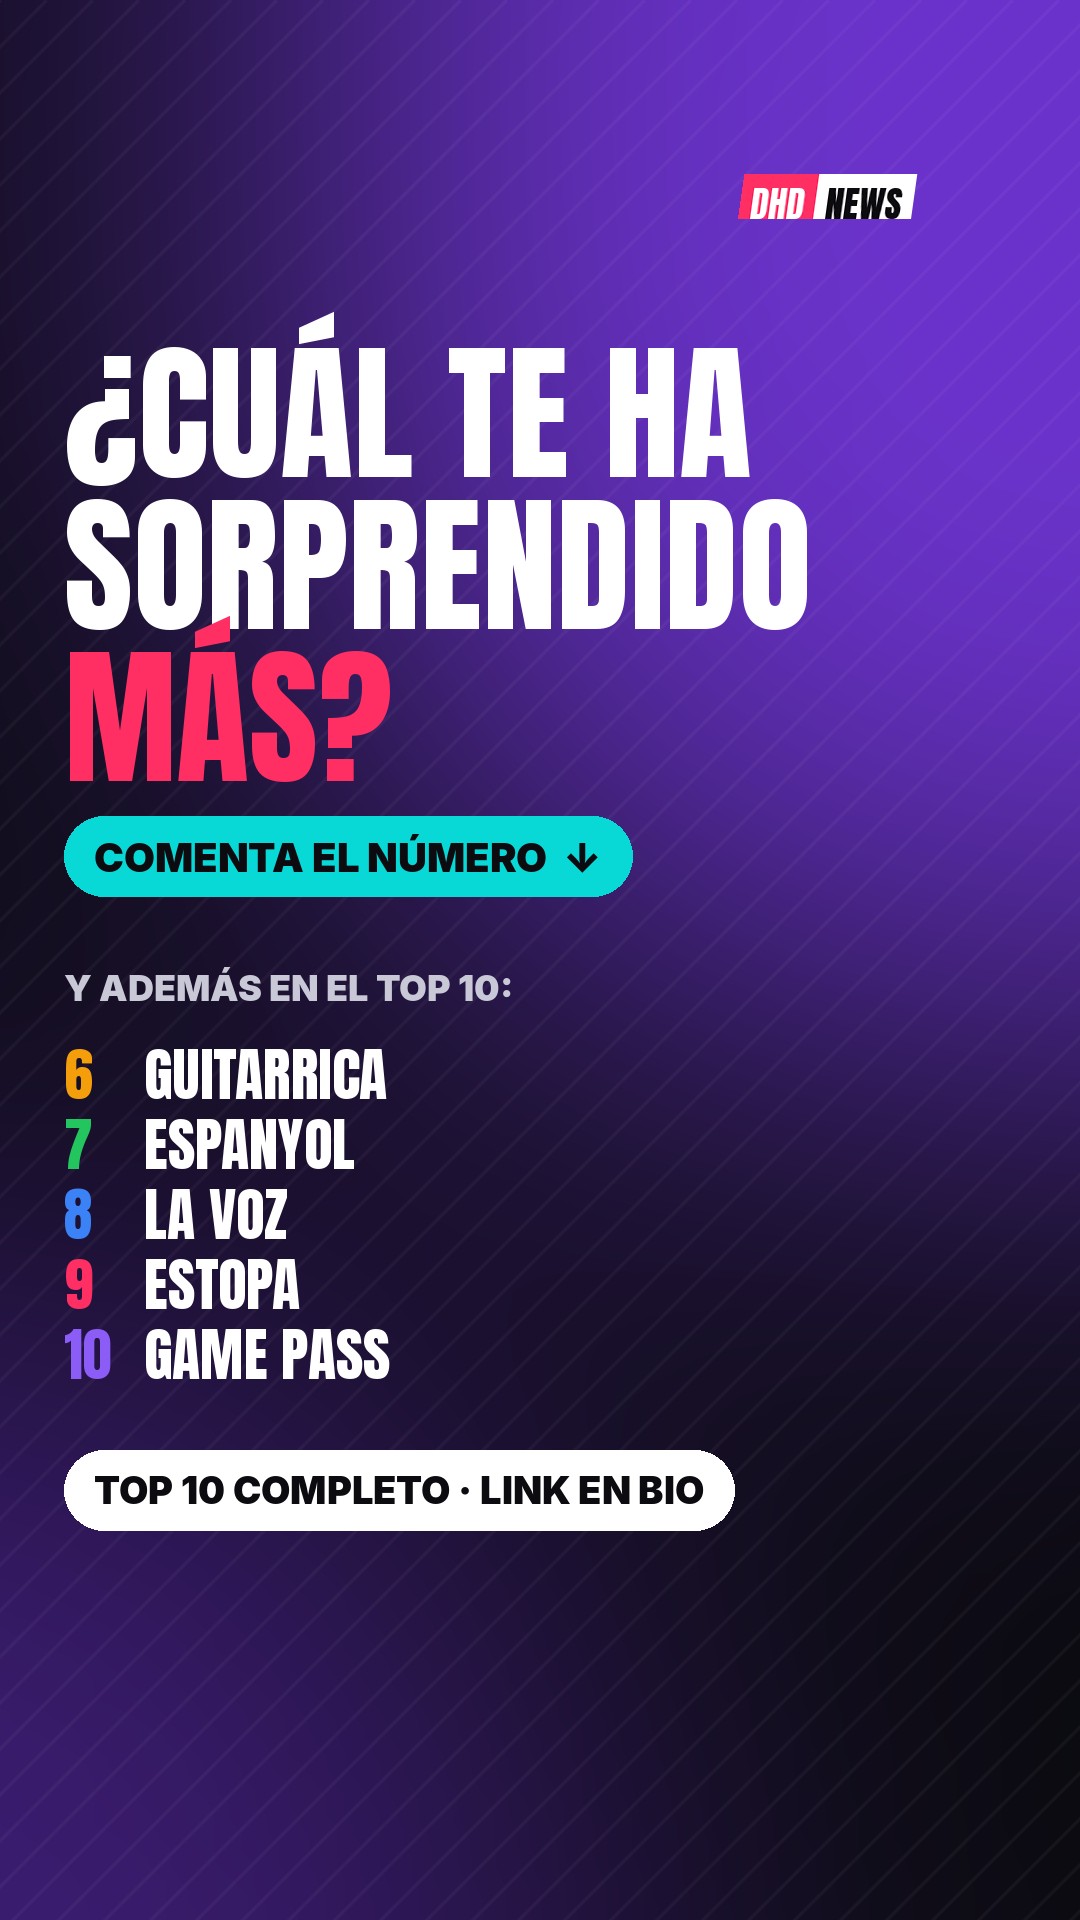 DHD NEWS
¿CUÁL TE HA
SORPRENDIDO
MÁS?
COMENTA EL NÚMERO ↓
Y ADEMÁS EN EL TOP 10:
6 GUITARRICA
7 ESPANYOL
8 LA VOZ
9 ESTOPA
10 GAME PASS
TOP 10 COMPLETO · LINK EN BIO